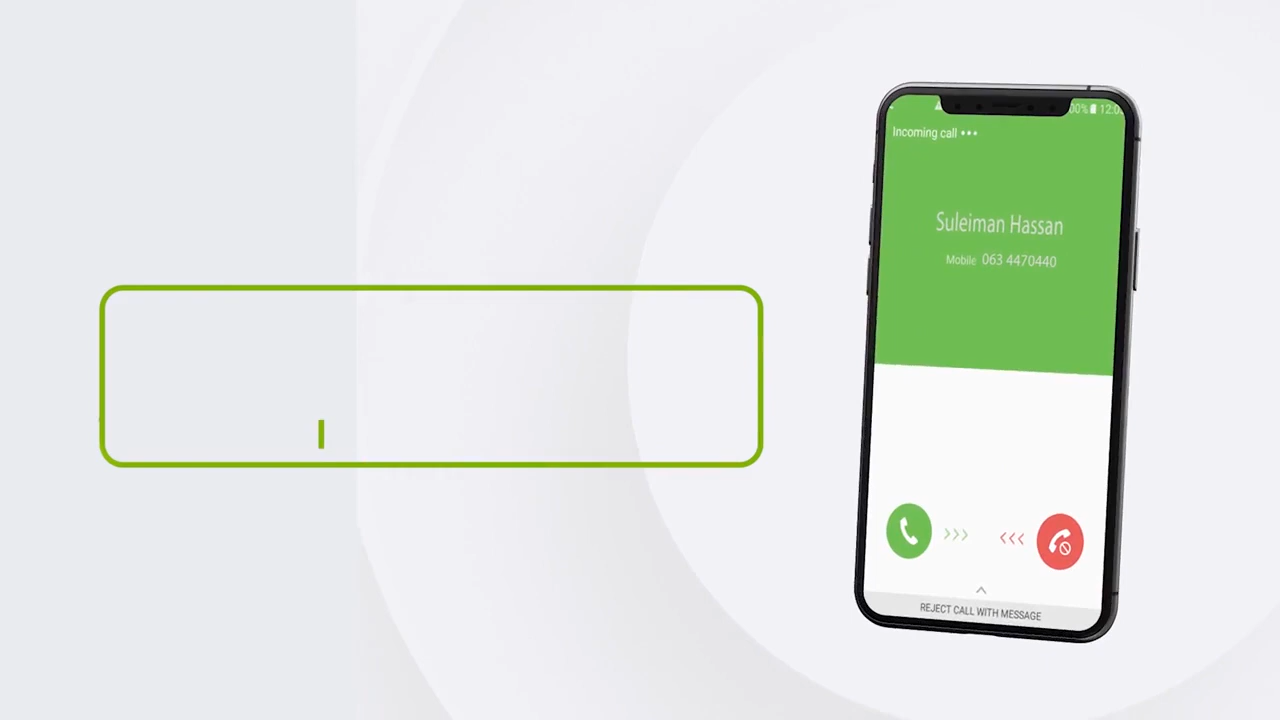 Incoming call •••
Suleiman Hassan
Mobile 063 4470440
REJECT CALL WITH MESSAGE